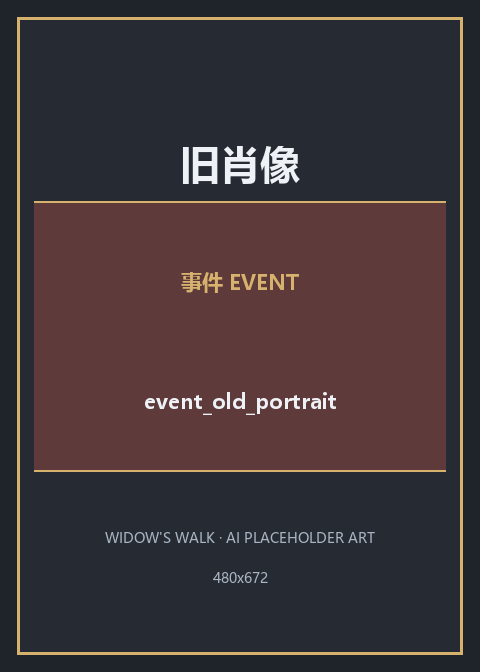 旧肖像
事件 EVENT
event_old_portrait
WIDOW'S WALK · AI PLACEHOLDER ART
480x672